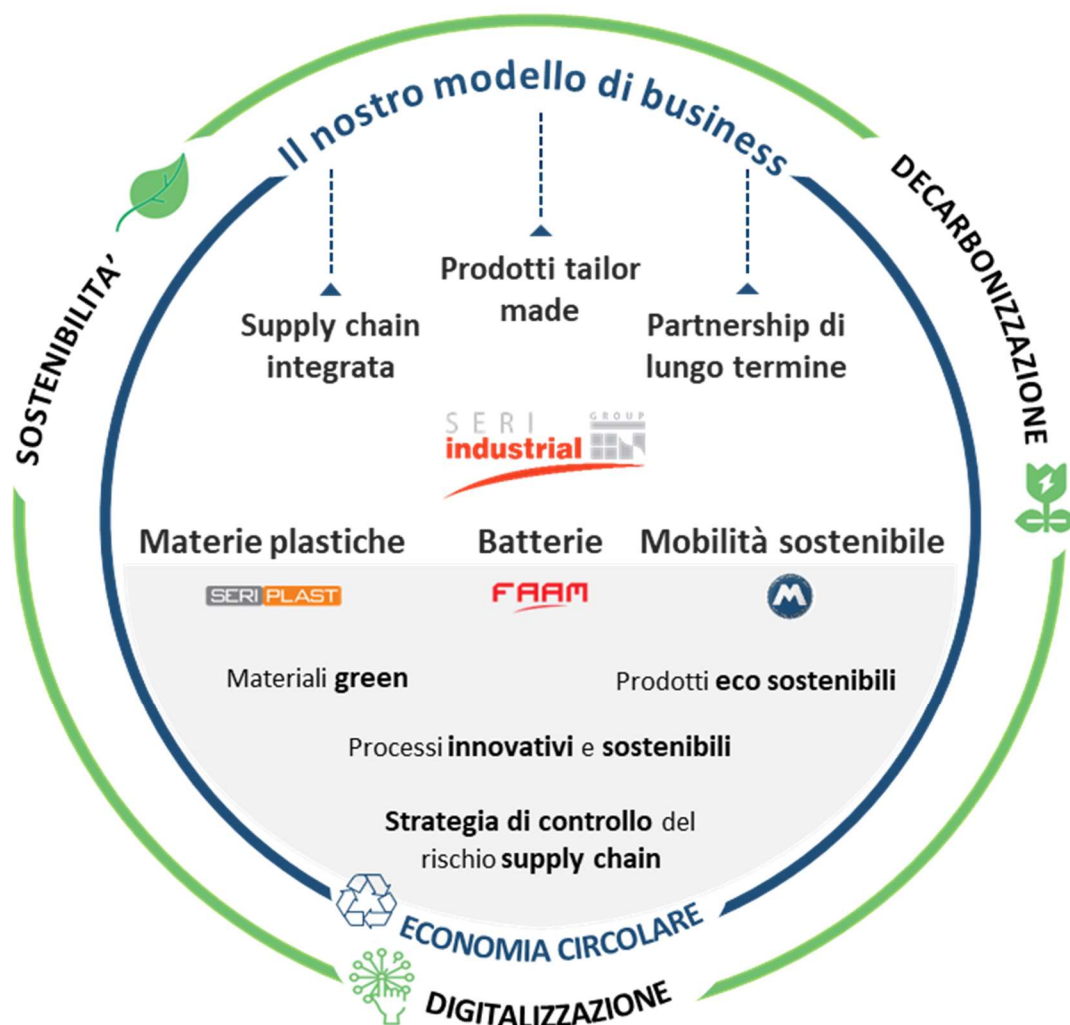 Il nostro modello di business
SOSTENIBILITA’
DECARBONIZZAZIONE
Prodotti tailor
made
Supply chain
integrata
Partnership di
lungo termine
SERI
GROUP
industrial
Materie plastiche
Batterie
Mobilità sostenibile
SERI PLAST
FAAM
M
Materiali green
Prodotti eco sostenibili
Processi innovativi e sostenibili
Strategia di controllo del
rischio supply chain
ECONOMIA CIRCOLARE
DIGITALIZZAZIONE